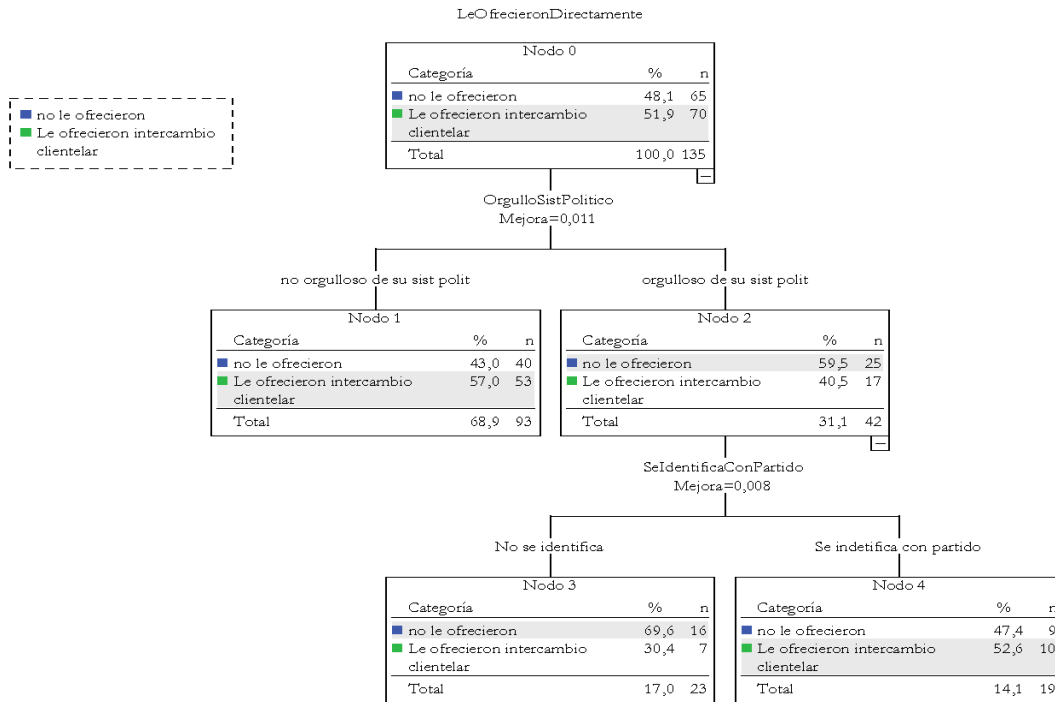 LeOfrecieronDirectamente
no le ofrecieron
Le ofrecieron intercambio
clientelar
Nodo 0
Categoría % n
no le ofrecieron 48,1 65
Le ofrecieron intercambio 51,9 70
clientelar
Total 100,0 135
OrgulloSistPolitico
Mejora=0,011
no orgulloso de su sist polit
orgulloso de su sist polit
Nodo 1
Categoría % n
no le ofrecieron 43,0 40
Le ofrecieron intercambio 57,0 53
clientelar
Total 68,9 93
Nodo 2
Categoría % n
no le ofrecieron 59,5 25
Le ofrecieron intercambio 40,5 17
clientelar
Total 31,1 42
SeIdentificaConPartido
Mejora=0,008
No se identifica
Se indetifica con partido
Nodo 3
Categoría % n
no le ofrecieron 69,6 16
Le ofrecieron intercambio 30,4 7
clientelar
Total 17,0 23
Nodo 4
Categoría % n
no le ofrecieron 47,4 9
Le ofrecieron intercambio 52,6 10
clientelar
Total 14,1 19